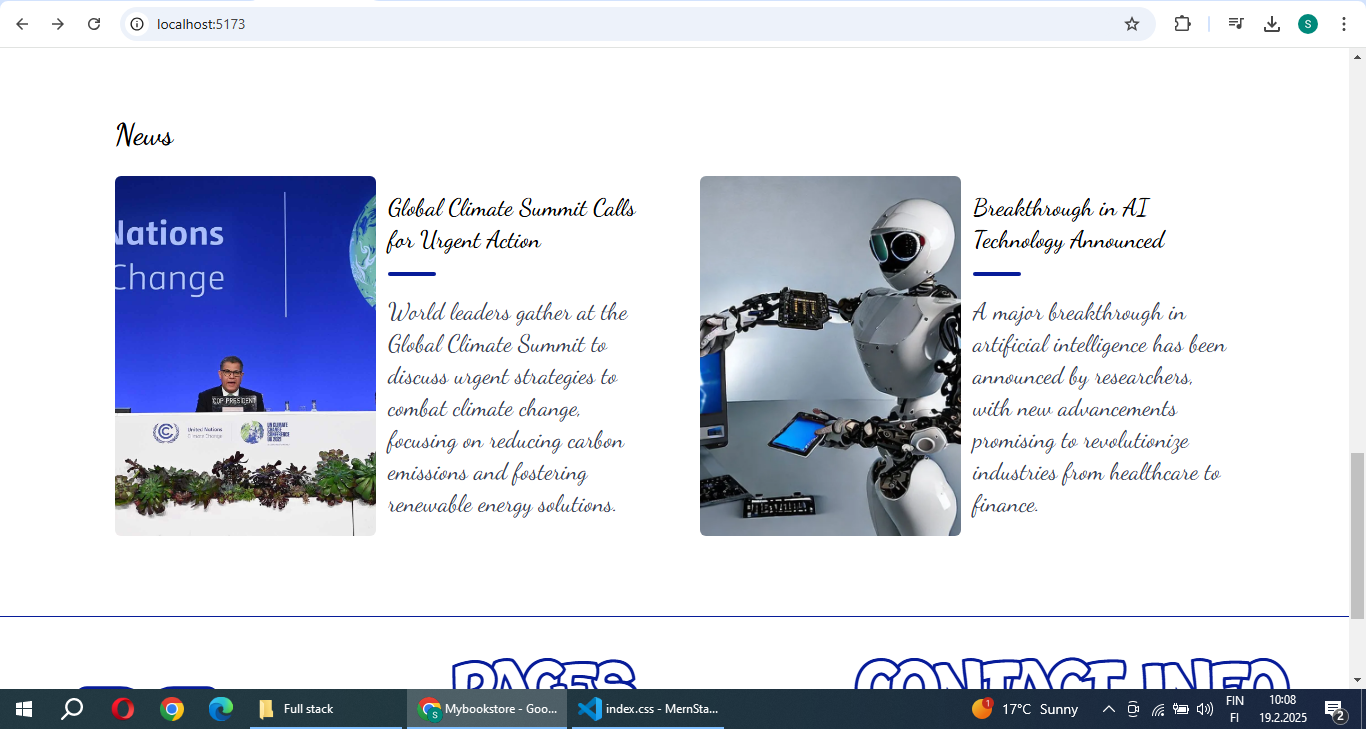 localhost:5173
S
News
Nations
Change
COP PRESIDENT
United Nations
Climate Change
UN CLIMATE
CHANGE
CONFERENCE
UK 2021
Global Climate Summit Calls
for Urgent Action
World leaders gather at the
Global Climate Summit to
discuss urgent strategies to
combat climate change,
focusing on reducing carbon
emissions and fostering
renewable energy solutions.
Breakthrough in AI
Technology Announced
A major breakthrough in
artificial intelligence has been
announced by researchers,
with new advancements
promising to revolutionize
industries from healthcare to
finance.
PAGES
CONTACT INFO
Full stack
S
Mybookstore - Goo...
index.css - MernSta...
1
17°C Sunny
FIN
FI
10:08
19.2.2025
2